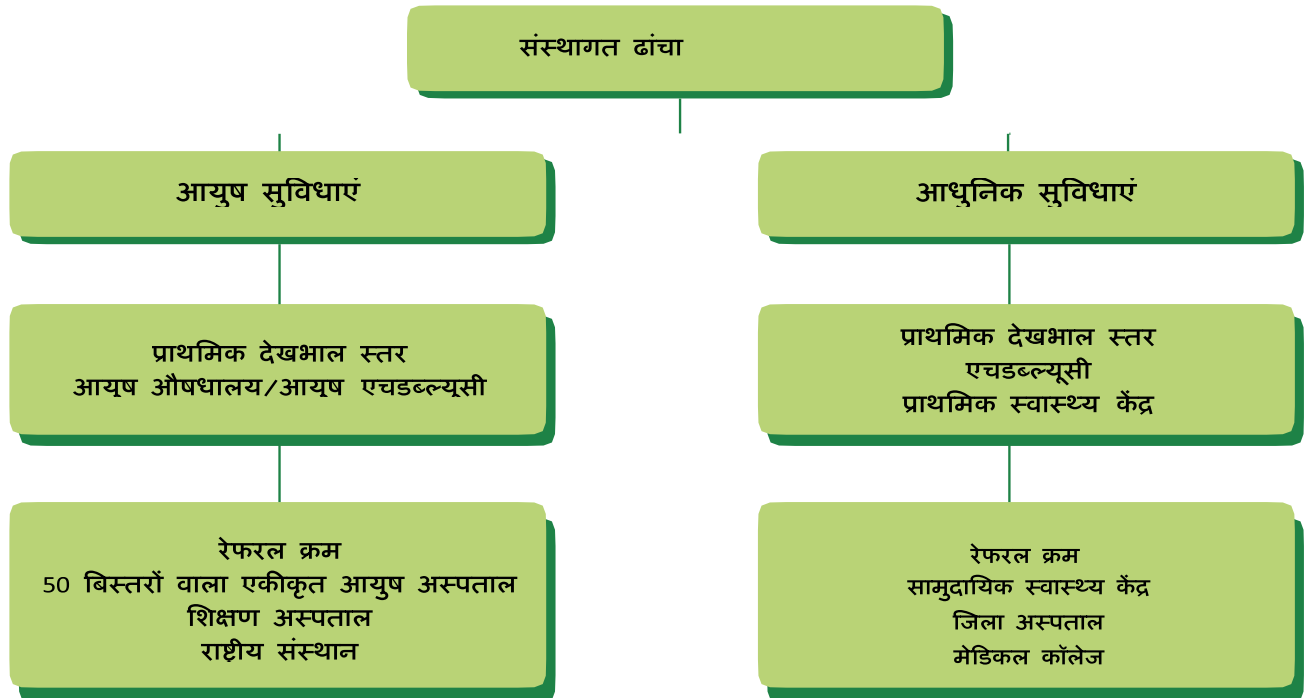 संस्थागत ढांचा
आयुष सुविधाएं
आधुनिक सुविधाएं
प्राथमिक देखभाल स्तर
आयुष औषधालय/आयुष एचडब्ल्यूसी
प्राथमिक देखभाल स्तर
एचडब्ल्यूसी
प्राथमिक स्वास्थ्य केंद्र
रेफरल क्रम
50 बिस्तरों वाला एकीकृत आयुष अस्पताल
शिक्षण अस्पताल
राष्ट्रीय संस्थान
रेफरल क्रम
सामुदायिक स्वास्थ्य केंद्र
जिला अस्पताल
मेडिकल कॉलेज